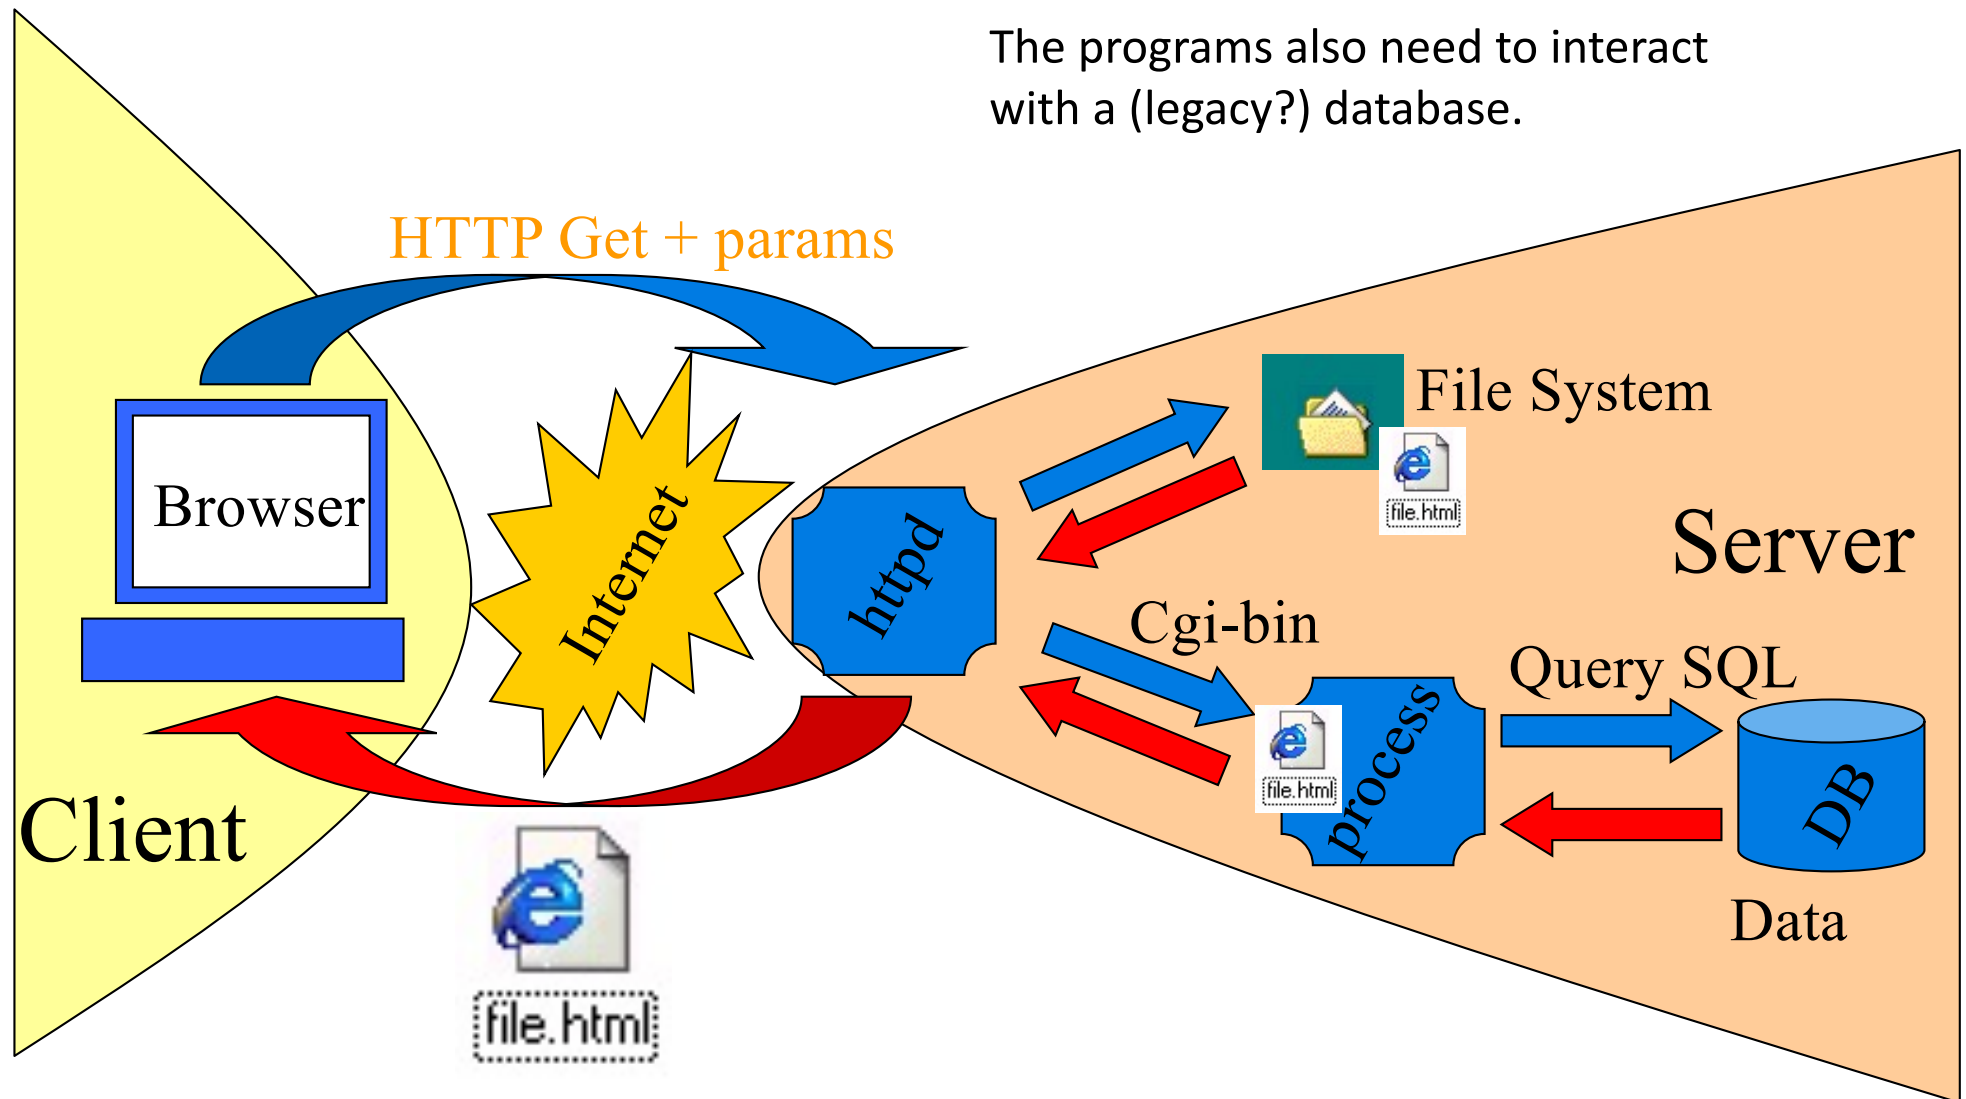 The programs also need to interact
with a (legacy?) database.
HTTP Get + params
File System
file.html
Browser
Internet
httpd
Server
Cgi-bin
Query SQL
process
file.html
DB
Client
Data
file.html